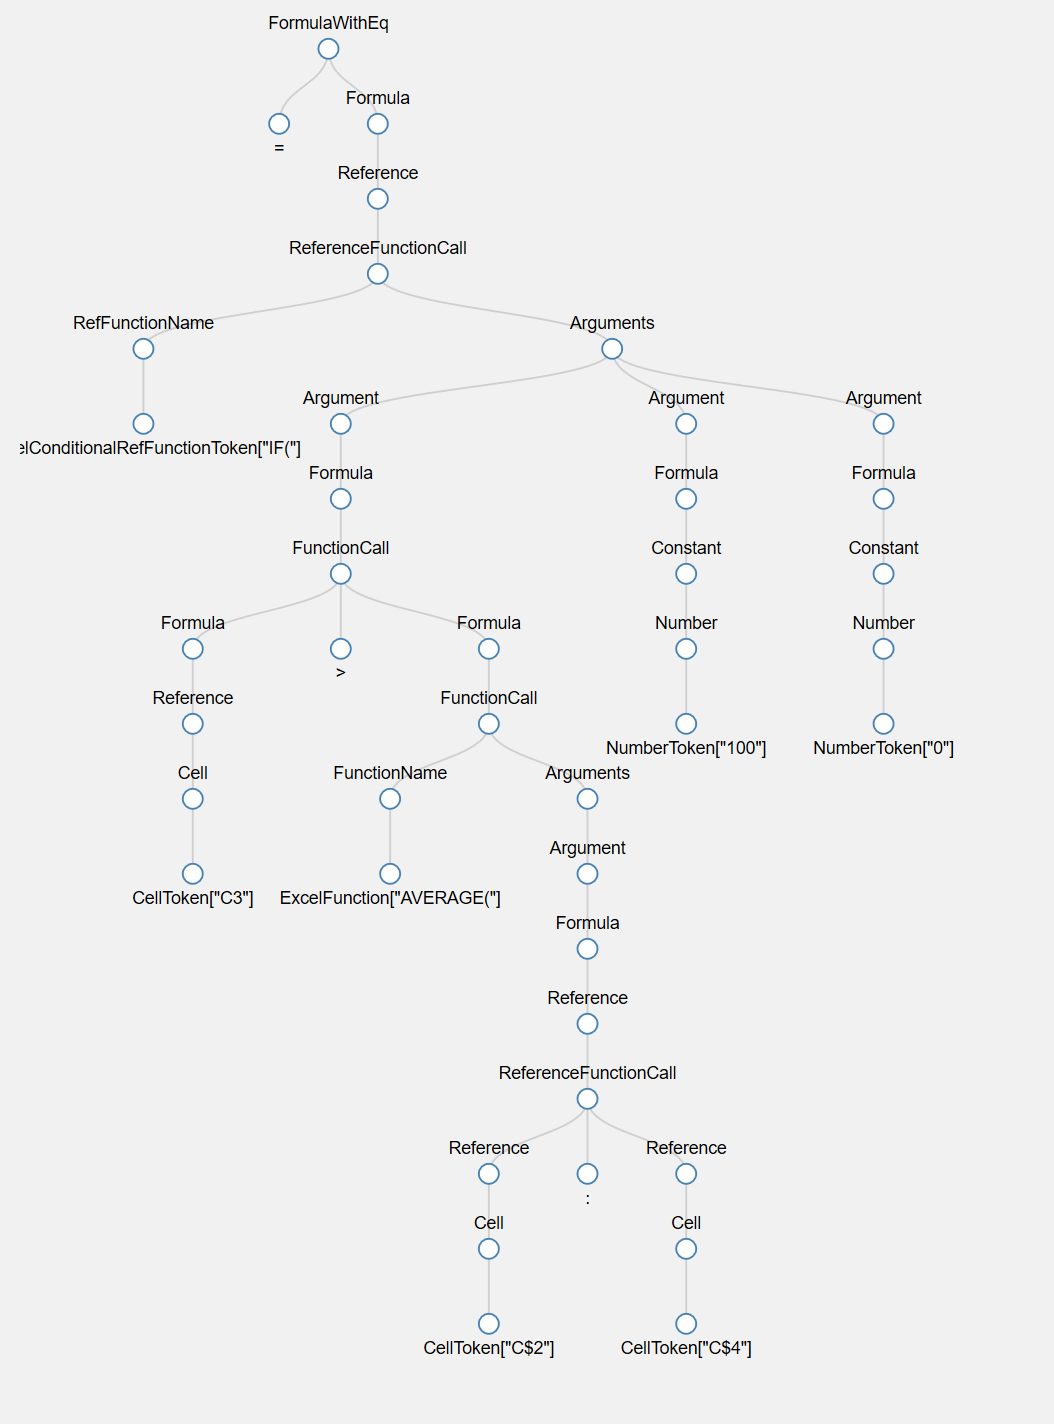 FormulaWithEq
Formula
=
Reference
ReferenceFunctionCall
RefFunctionName
Arguments
Argument
Argument
Argument
elConditionalRefFunctionToken["IF("]
Formula
Formula
Formula
FunctionCall
Constant
Constant
Formula
Formula
Number
Number
>
Reference
FunctionCall
NumberToken["100"]
NumberToken["0"]
Cell
FunctionName
Arguments
Argument
CellToken["C3"]
ExcelFunction["AVERAGE("]
Formula
Reference
ReferenceFunctionCall
Reference
Reference
:
Cell
Cell
CellToken["C$2"]
CellToken["C$4"]